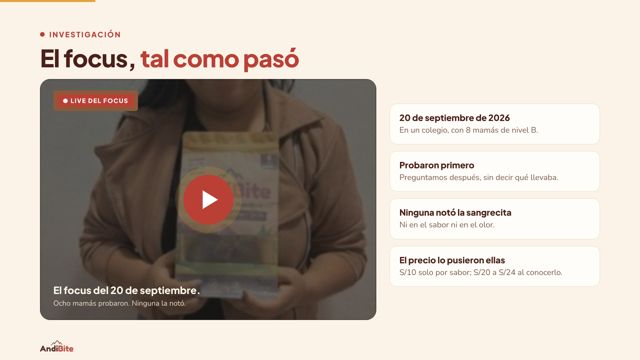 INVESTIGACIÓN
El focus, tal como pasó
LIVE DEL FOCUS
Bite
El focus del 20 de septiembre.
Ocho mamás probaron. Ninguna la notó.
20 de septiembre de 2026
En un colegio, con 8 mamás de nivel B.
Probaron primero
Preguntamos después, sin decir qué llevaba.
Ninguna notó la sangrecita
Ni en el sabor ni en el olor.
El precio lo pusieron ellas
S/10 solo por sabor; S/20 a S/24 al conocerlo.
AndiBite